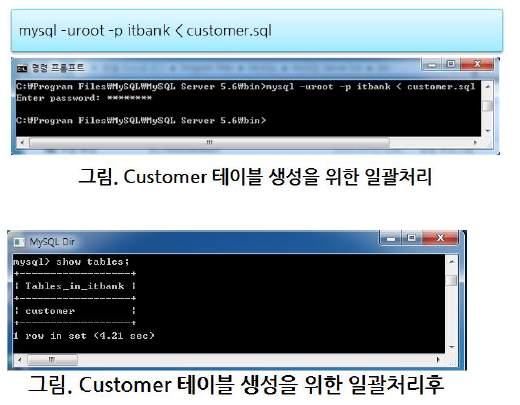 mysql -uroot -p itbank < customer.sql
명령 프롬프트
C:₩Program Files₩MySQL₩MySQL Server 5.6₩bin>mysql -uroot -p itbank < customer.sql
Enter password: ********
C:₩Program Files₩MySQL₩MySQL Server 5.6₩bin>
그림. Customer 테이블 생성을 위한 일괄처리
MySQL Dir
mysql> show tables;
+------------------+
| Tables_in_itbank |
+------------------+
| customer         |
+------------------+
1 row in set (4.21 sec)
그림. Customer 테이블 생성을 위한 일괄처리후